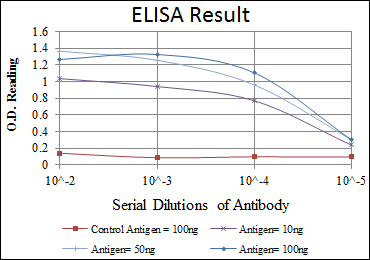 ELISA Result
O.D. Reading
1.6
1.4
1.2
1
0.8
0.6
0.4
0.2
0
10^-2 10^-3 10^-4 10^-5
Serial Dilutions of Antibody
Control Antigen = 100ng Antigen= 10ng
Antigen= 50ng Antigen= 100ng